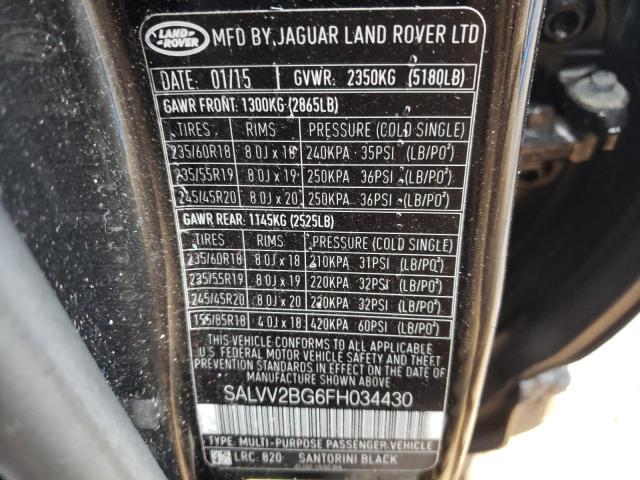 LAND ROVER
MFD BY JAGUAR LAND ROVER LTD
DATE: 01/15 GVWR: 2350KG (5180LB)
GAWR FRONT: 1300KG (2865LB)
TIRES RIMS PRESSURE (COLD SINGLE)
235/60R18 8.0J x 18 240KPA 35PSI (LB/PO²)
235/55R19 8.0J x 19 250KPA 36PSI (LB/PO²)
245/45R20 8.0J x 20 250KPA 36PSI (LB/PO²)
GAWR REAR: 1145KG (2525LB)
TIRES RIMS PRESSURE (COLD SINGLE)
235/60R18 8.0J x 18 210KPA 31PSI (LB/PO²)
235/55R19 8.0J x 19 220KPA 32PSI (LB/PO²)
245/45R20 8.0J x 20 220KPA 32PSI (LB/PO²)
155/85R18 4.0J x 18 420KPA 60PSI (LB/PO²)
THIS VEHICLE CONFORMS TO ALL APPLICABLE
U.S. FEDERAL MOTOR VEHICLE SAFETY AND THEFT
PREVENTION STANDARDS IN EFFECT ON THE DATE
OF MANUFACTURE SHOWN ABOVE.
SALVV2BG6FH034430
TYPE: MULTI-PURPOSE PASSENGER VEHICLE
LRC: 820 SANTORINI BLACK